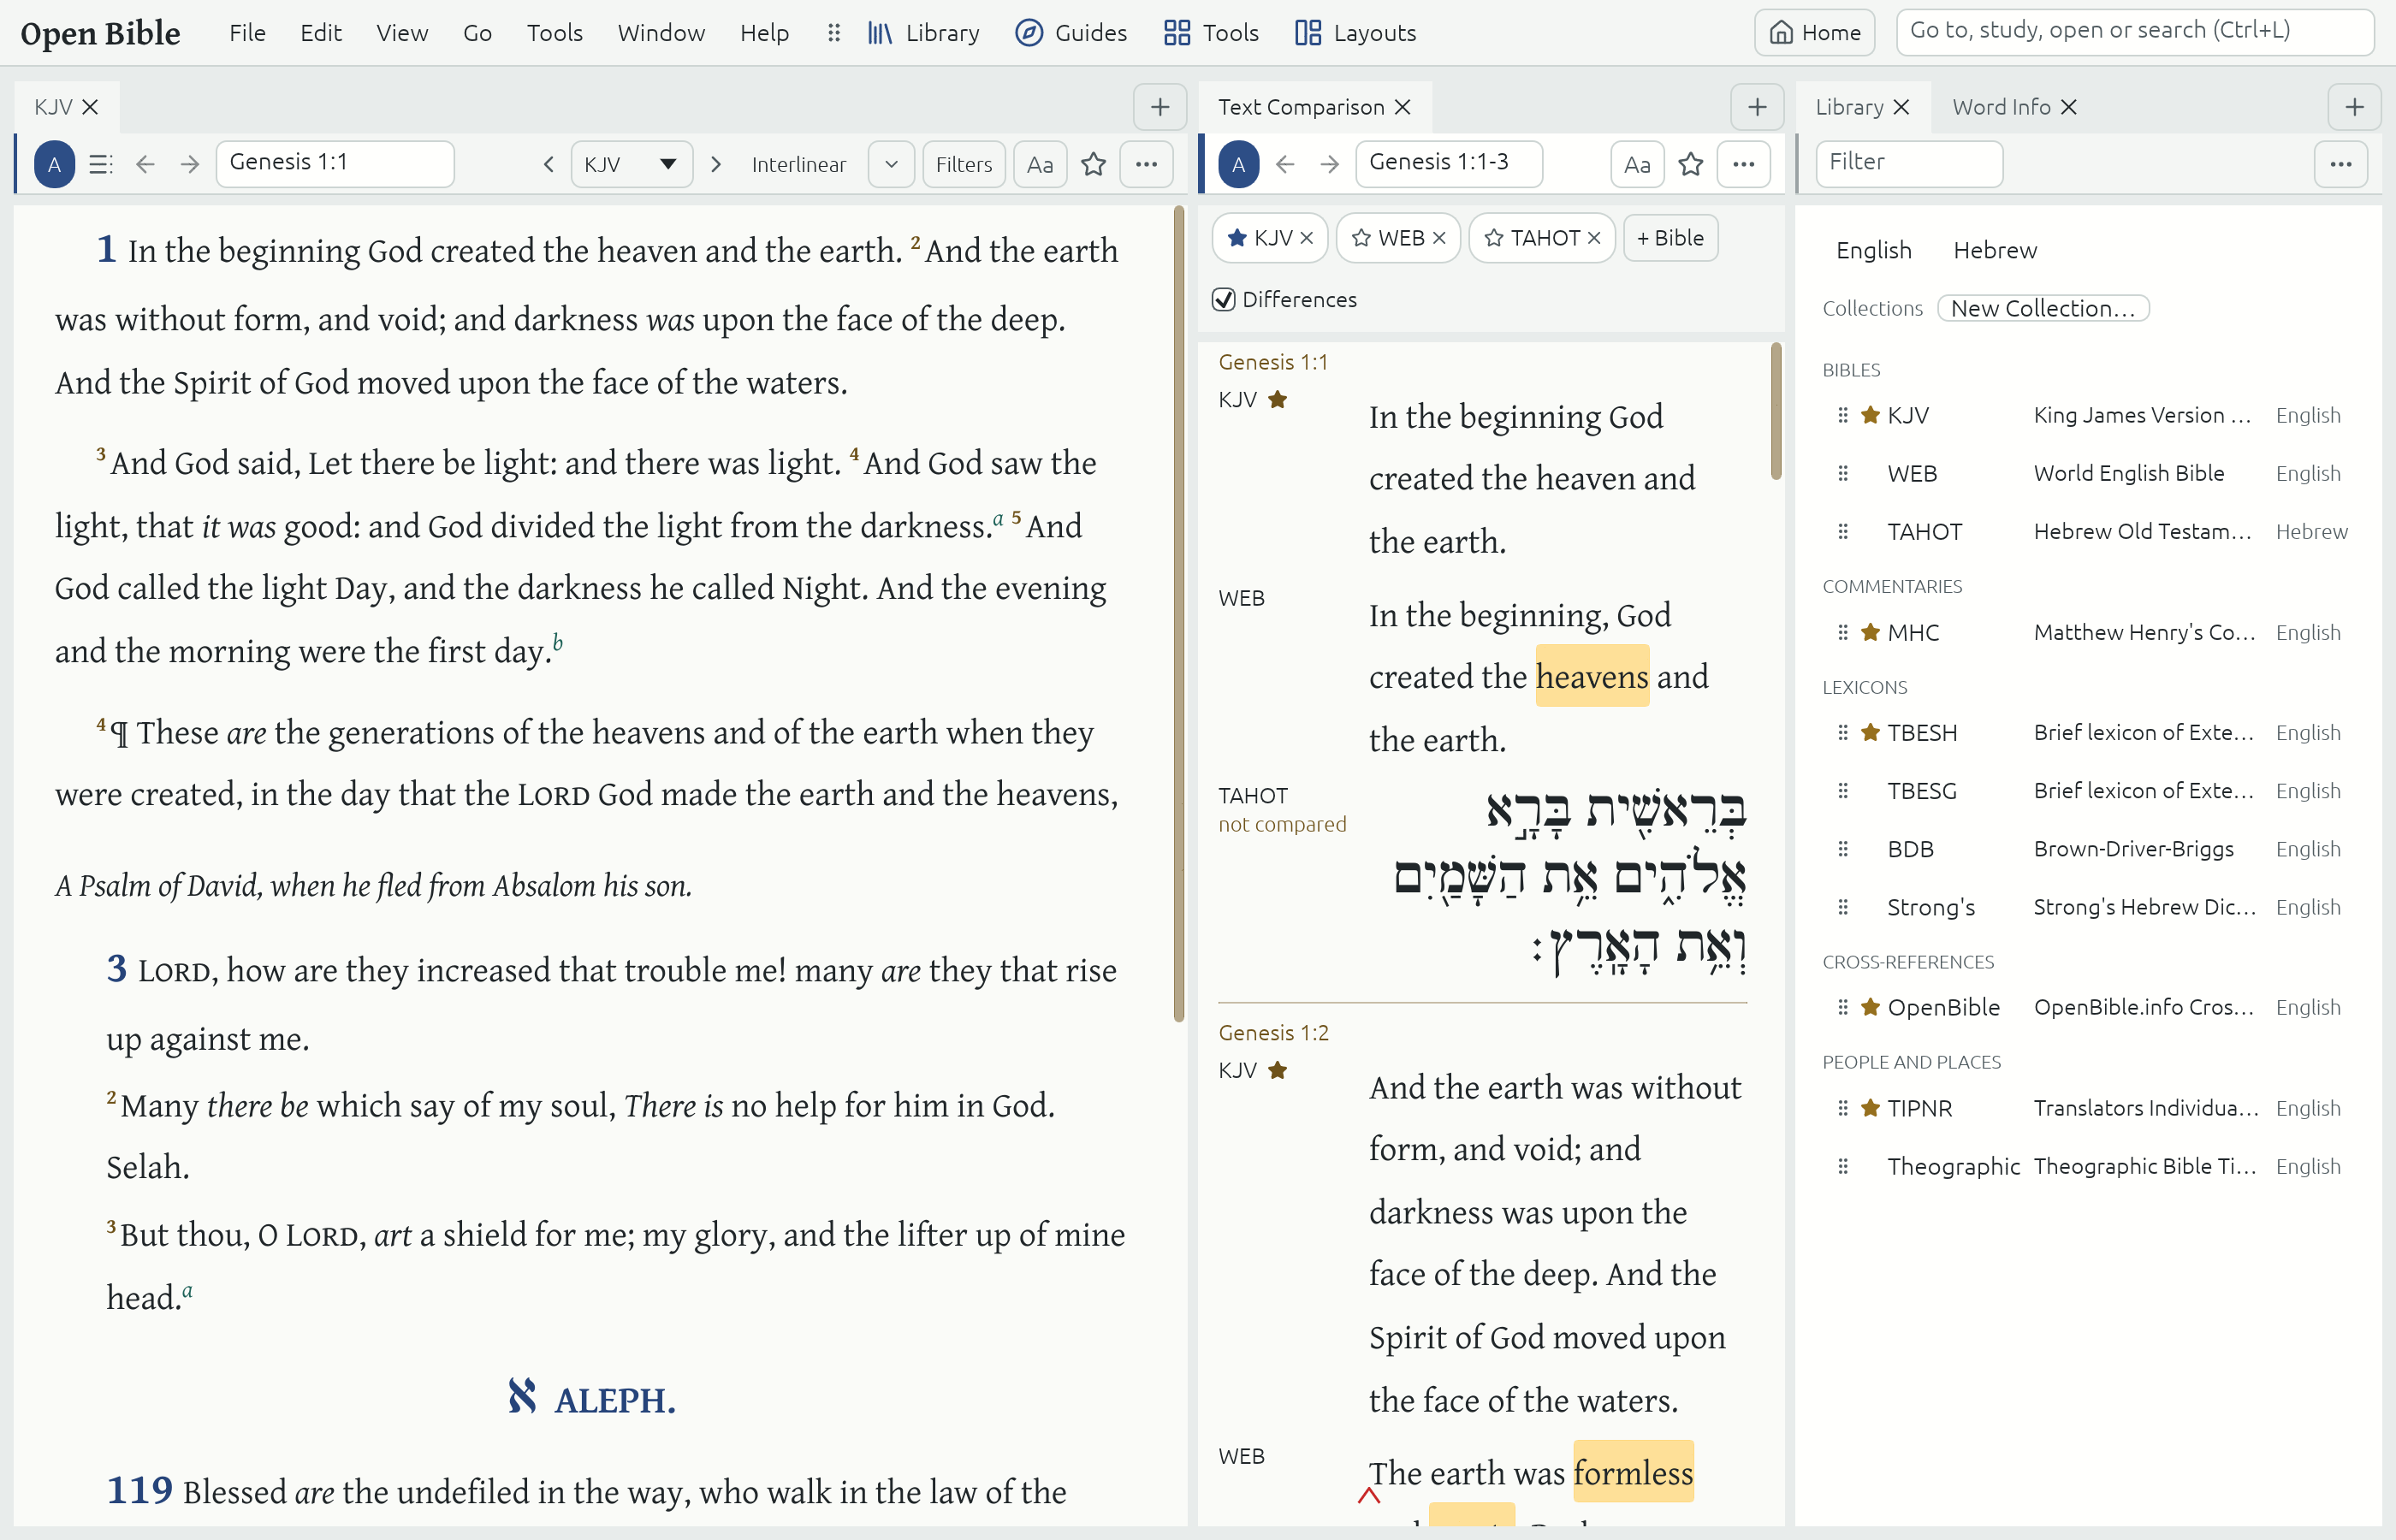 Open Bible File Edit View Go Tools Window Help Library Guides Tools Layouts Home Go to, study, open or search (Ctrl+L)
KJV
A Genesis 1:1 KJV Interlinear Filters Aa
1 In the beginning God created the heaven and the earth. 2 And the earth
was without form, and void; and darkness was upon the face of the deep.
And the Spirit of God moved upon the face of the waters.
3 And God said, Let there be light: and there was light. 4 And God saw the
light, that it was good: and God divided the light from the darkness.a 5 And
God called the light Day, and the darkness he called Night. And the evening
and the morning were the first day.b
4 ¶ These are the generations of the heavens and of the earth when they
were created, in the day that the LORD God made the earth and the heavens,
A Psalm of David, when he fled from Absalom his son.
3 LORD, how are they increased that trouble me! many are they that rise
up against me.
2 Many there be which say of my soul, There is no help for him in God.
Selah.
3 But thou, O LORD, art a shield for me; my glory, and the lifter up of mine
head.a
א ALEPH.
119 Blessed are the undefiled in the way, who walk in the law of the
Text Comparison
A Genesis 1:1-3 Aa
KJV WEB TAHOT + Bible
Differences
Genesis 1:1
KJV
In the beginning God
created the heaven and
the earth.
WEB
In the beginning, God
created the heavens and
the earth.
TAHOT
not compared
בְּרֵאשִׁ֖ית בָּרָ֣א
אֱלֹהִ֑ים אֵ֥ת הַשָּׁמַ֖יִם
וְאֵ֥ת הָאָֽרֶץ׃
Genesis 1:2
KJV
And the earth was without
form, and void; and
darkness was upon the
face of the deep. And the
Spirit of God moved upon
the face of the waters.
WEB
The earth was formless
Library Word Info
Filter
English Hebrew
Collections New Collection…
BIBLES
KJV King James Version … English
WEB World English Bible English
TAHOT Hebrew Old Testam… Hebrew
COMMENTARIES
MHC Matthew Henry's Co… English
LEXICONS
TBESH Brief lexicon of Exte… English
TBESG Brief lexicon of Exte… English
BDB Brown-Driver-Briggs English
Strong's Strong's Hebrew Dic… English
CROSS-REFERENCES
OpenBible OpenBible.info Cros… English
PEOPLE AND PLACES
TIPNR Translators Individua… English
Theographic Theographic Bible Ti… English